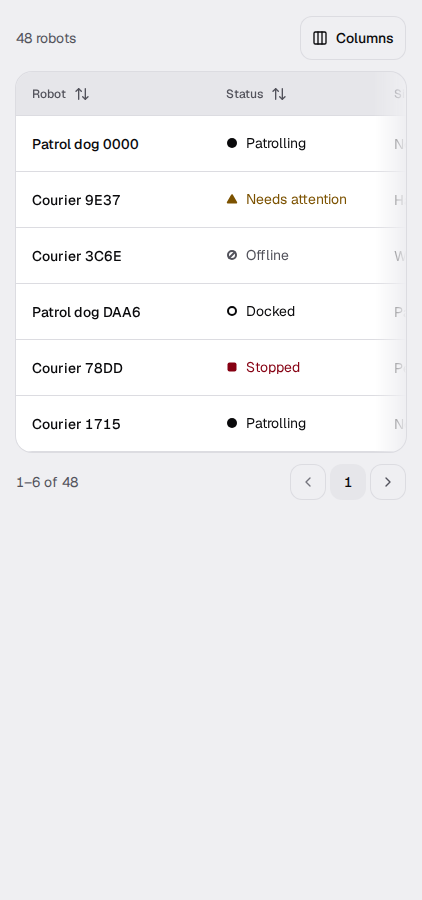 48 robots
Columns
Robot Status
Patrol dog 0000 Patrolling
Courier 9E37 Needs attention
Courier 3C6E Offline
Patrol dog DAA6 Docked
Courier 78DD Stopped
Courier 1715 Patrolling
1–6 of 48
1